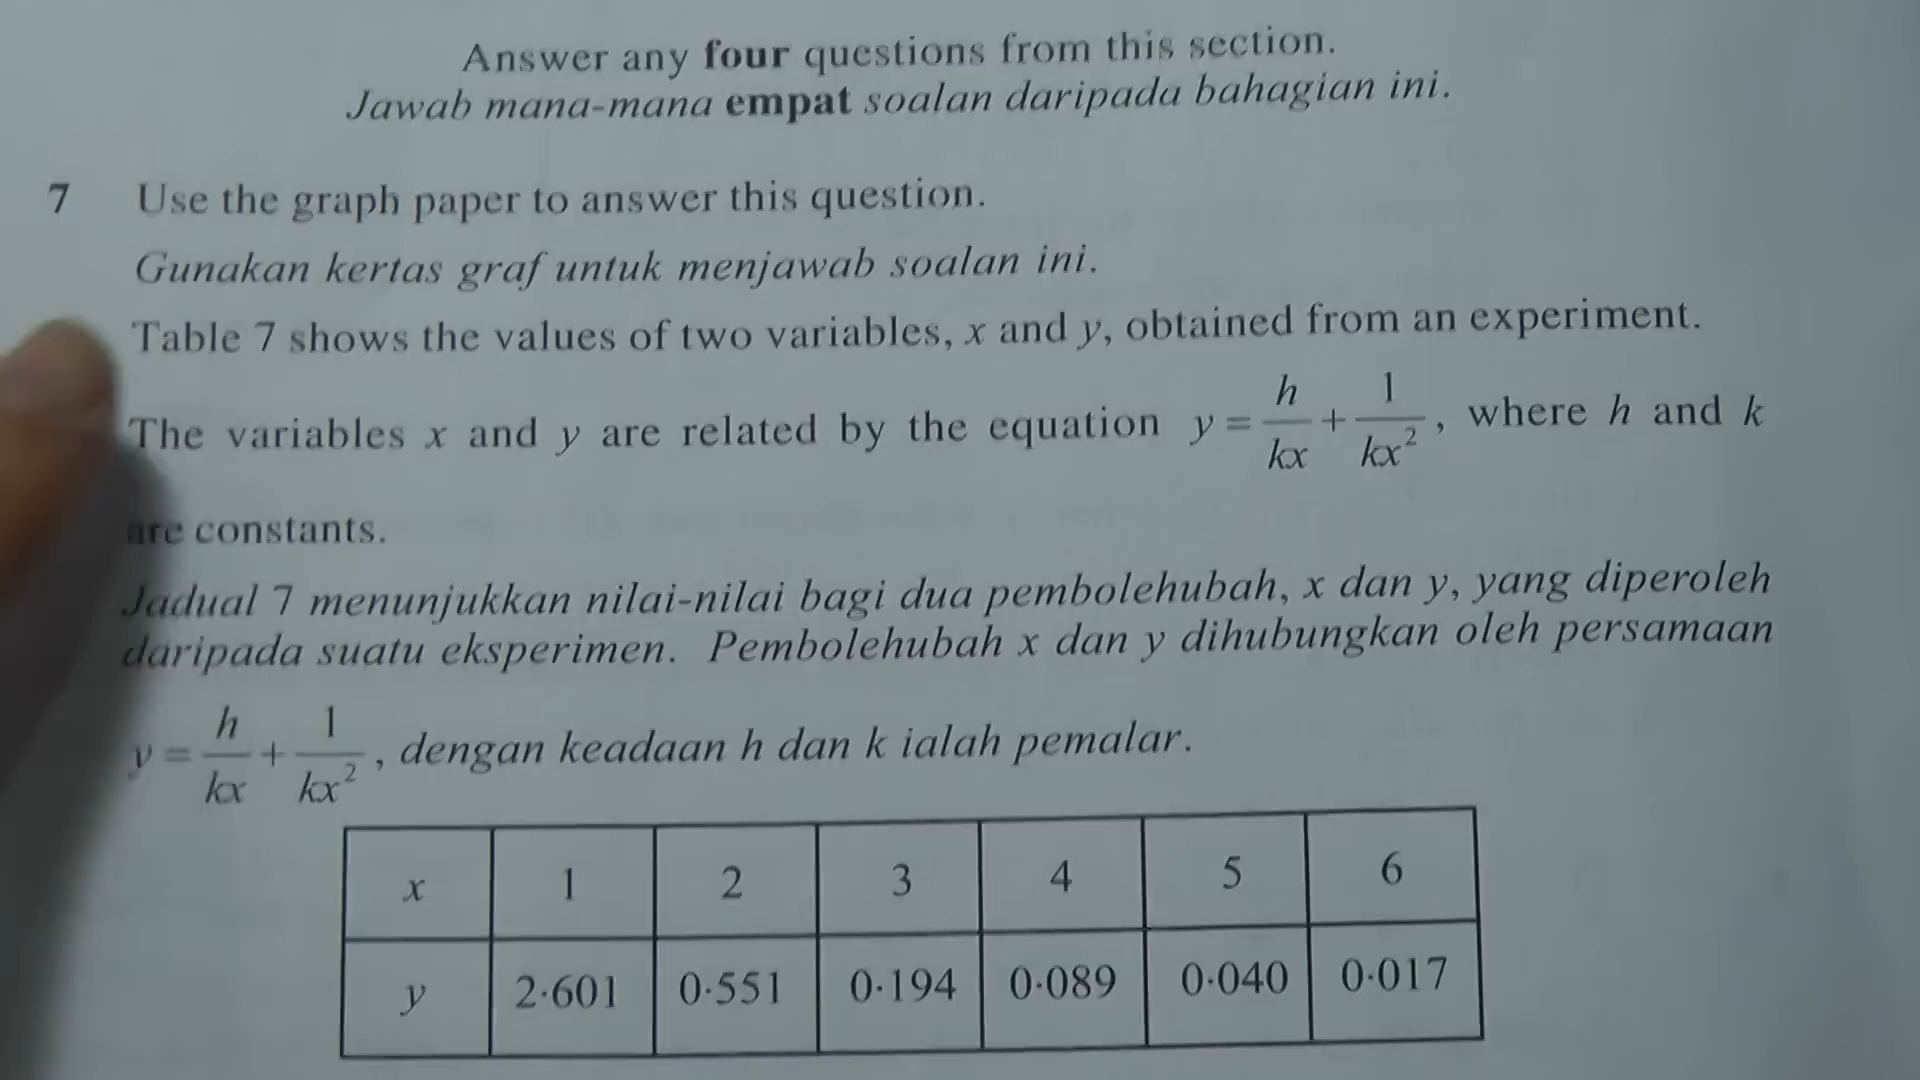 Answer any four questions from this section.
Jawab mana-mana empat soalan daripada bahagian ini.
7 Use the graph paper to answer this question.
Gunakan kertas graf untuk menjawab soalan ini.
Table 7 shows the values of two variables, x and y, obtained from an experiment.
The variables x and y are related by the equation y = h/kx + 1/kx², where h and k
are constants.
Jadual 7 menunjukkan nilai-nilai bagi dua pembolehubah, x dan y, yang diperoleh
daripada suatu eksperimen. Pembolehubah x dan y dihubungkan oleh persamaan
y = h/kx + 1/kx², dengan keadaan h dan k ialah pemalar.
x 1 2 3 4 5 6
y 2·601 0·551 0·194 0·089 0·040 0·017